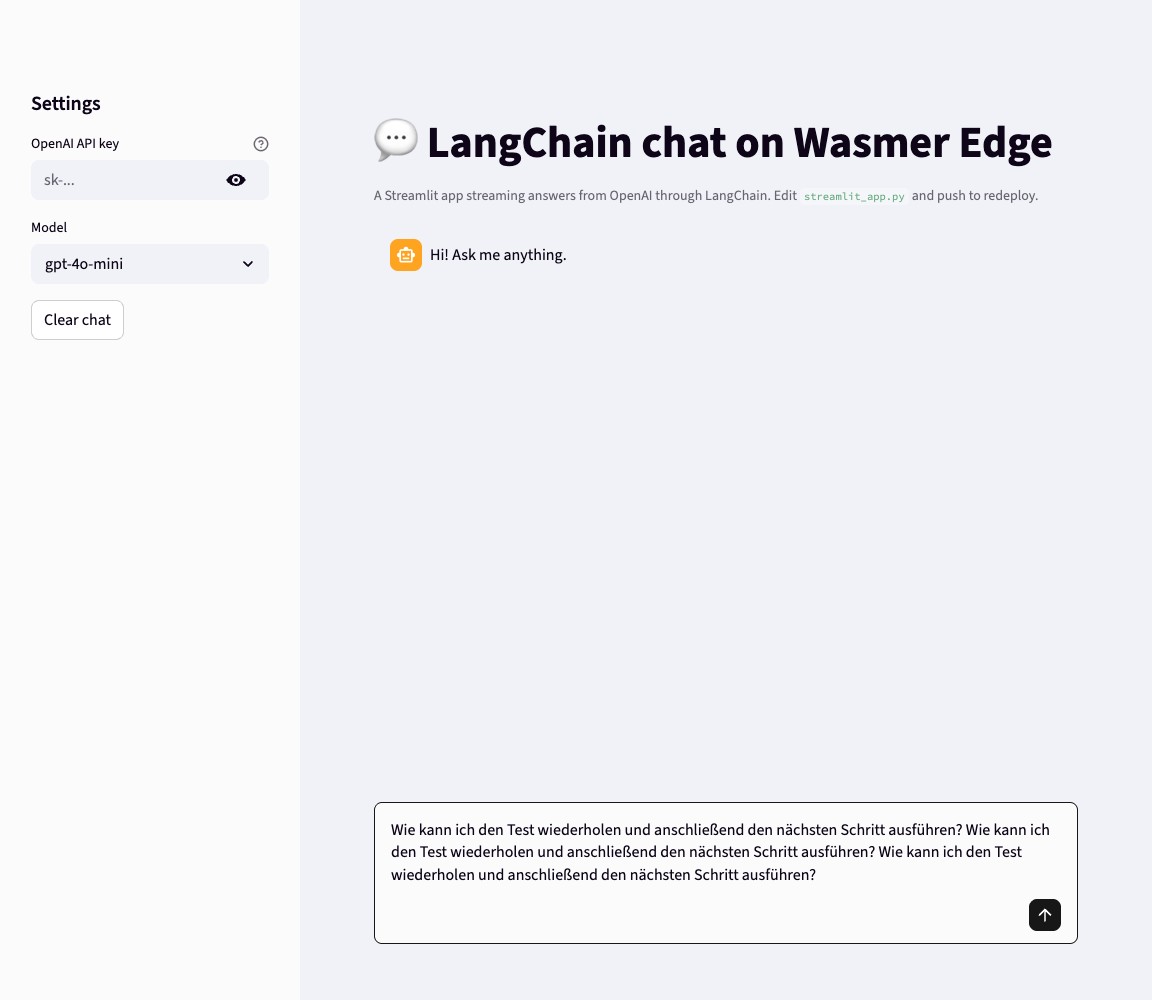 Settings
OpenAI API key
sk-...
Model
gpt-4o-mini
Clear chat
LangChain chat on Wasmer Edge
A Streamlit app streaming answers from OpenAI through LangChain. Edit streamlit_app.py and push to redeploy.
Hi! Ask me anything.
Wie kann ich den Test wiederholen und anschließend den nächsten Schritt ausführen? Wie kann ich
den Test wiederholen und anschließend den nächsten Schritt ausführen? Wie kann ich den Test
wiederholen und anschließend den nächsten Schritt ausführen?